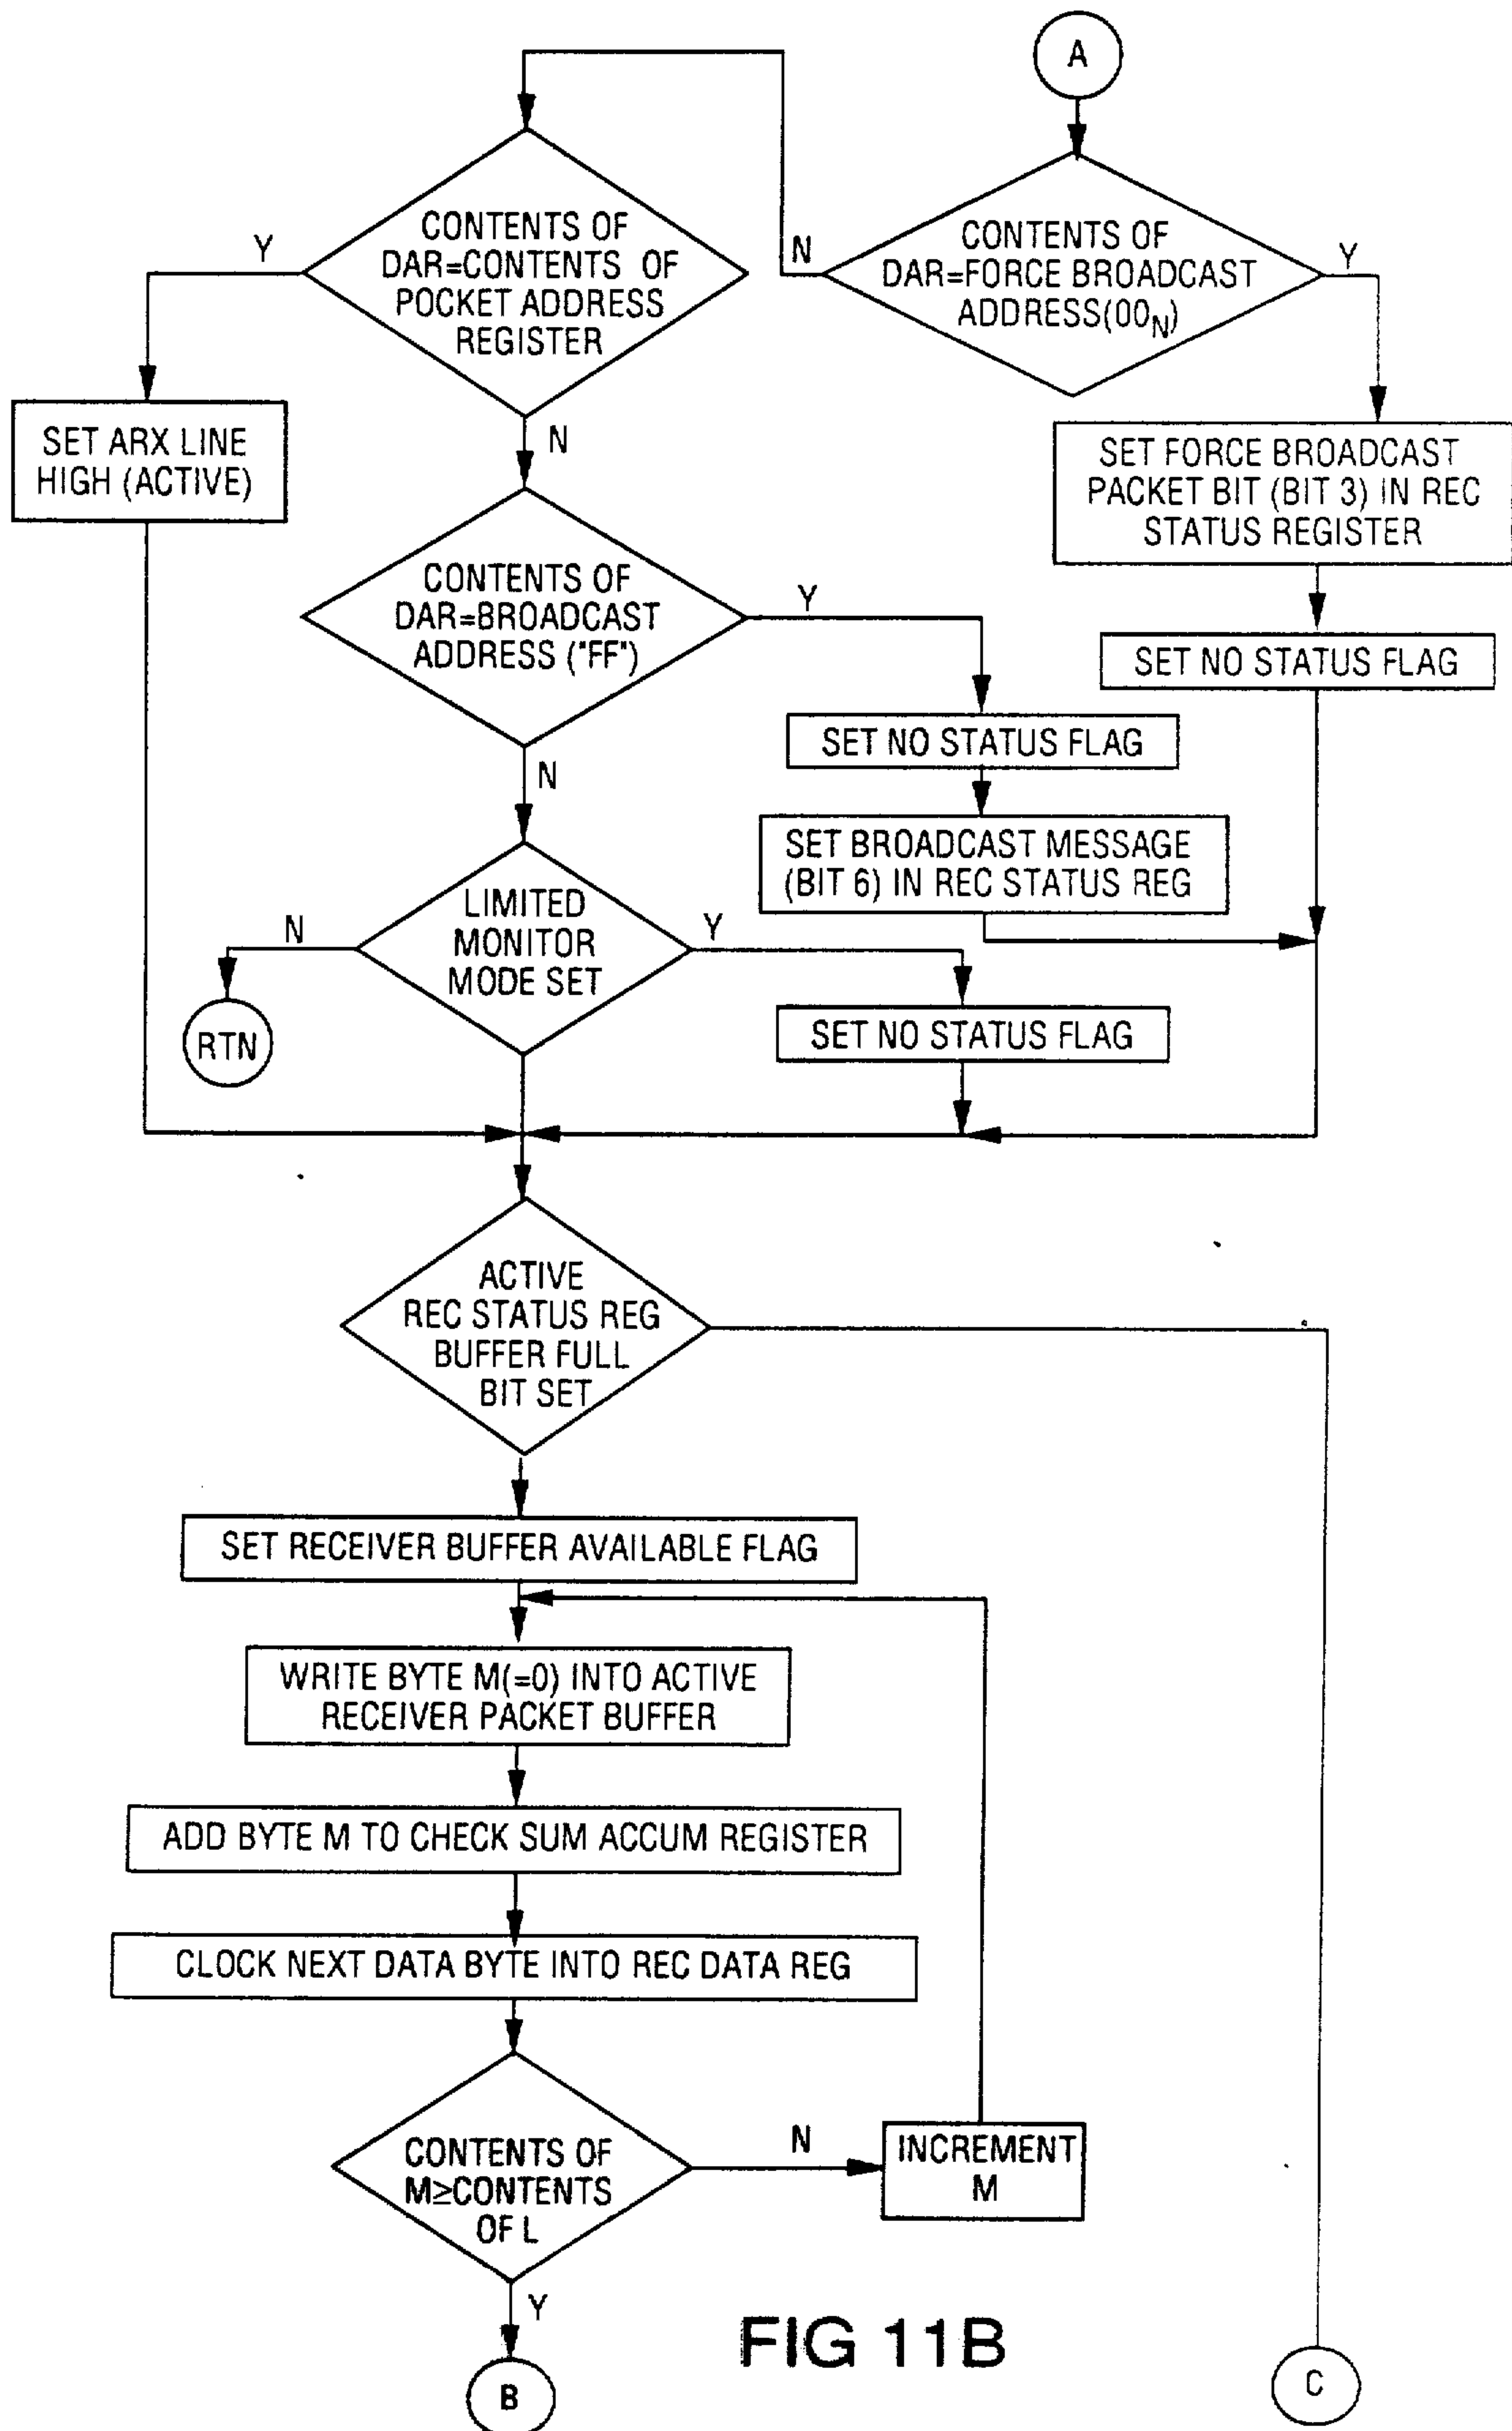 A
CONTENTS OF
DAR=FORCE BROADCAST
ADDRESS(00N)
N
Y
CONTENTS OF
DAR=CONTENTS OF
POCKET ADDRESS
REGISTER
Y
N
SET ARX LINE
HIGH (ACTIVE)
SET FORCE BROADCAST
PACKET BIT (BIT 3) IN REC
STATUS REGISTER
SET NO STATUS FLAG
CONTENTS OF
DAR=BROADCAST
ADDRESS ("FF")
Y
N
SET NO STATUS FLAG
SET BROADCAST MESSAGE
(BIT 6) IN REC STATUS REG
LIMITED
MONITOR
MODE SET
N
Y
RTN
SET NO STATUS FLAG
ACTIVE
REC STATUS REG
BUFFER FULL
BIT SET
SET RECEIVER BUFFER AVAILABLE FLAG
WRITE BYTE M(=0) INTO ACTIVE
RECEIVER PACKET BUFFER
ADD BYTE M TO CHECK SUM ACCUM REGISTER
CLOCK NEXT DATA BYTE INTO REC DATA REG
CONTENTS OF
M≥CONTENTS
OF L
N
INCREMENT
M
Y
B
C
FIG 11B